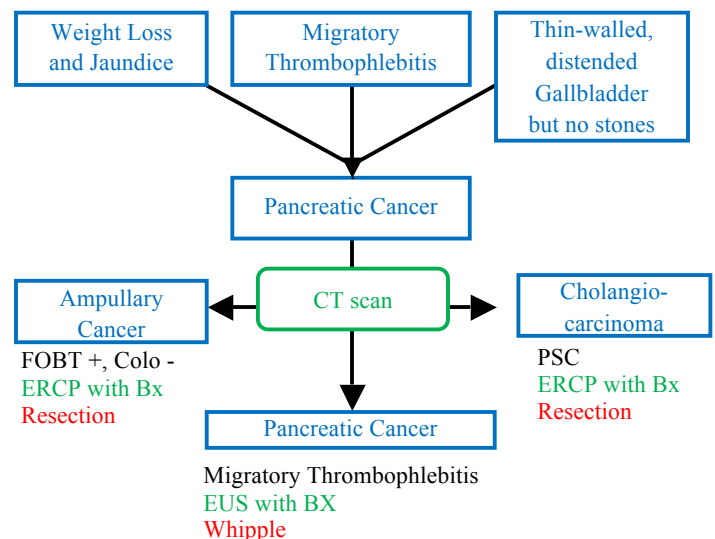 Weight Loss
and Jaundice
Migratory
Thrombophlebitis
Thin-walled,
distended
Gallbladder
but no stones
Pancreatic Cancer
CT scan
Ampullary
Cancer
FOBT +, Colo -
ERCP with Bx
Resection
Cholangio-
carcinoma
PSC
ERCP with Bx
Resection
Pancreatic Cancer
Migratory Thrombophlebitis
EUS with BX
Whipple